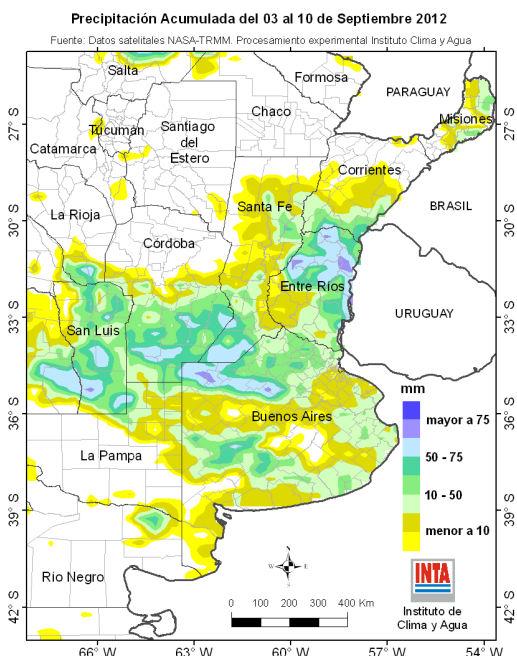 Precipitación Acumulada del 03 al 10 de Septiembre 2012
Fuente: Datos satelitales NASA-TRMM. Procesamiento experimental Instituto Clima y Agua
Salta
Formosa
PARAGUAY
Chaco
Misiones
27° S
27° S
Tucumán
Santiago
del
Estero
Catamarca
Corrientes
La Rioja
Santa Fe
BRASIL
30° S
30° S
Córdoba
Entre Ríos
URUGUAY
33° S
33° S
San Luis
mm
mayor a 75
50 - 75
10 - 50
menor a 10
36° S
36° S
Buenos Aires
La Pampa
39° S
39° S
Río Negro
N
W
E
S
INTA
Instituto de
Clima y Agua
0 100 200 300 400 Km
42° S
42° S
66° W 63° W 60° W 57° W 54° W